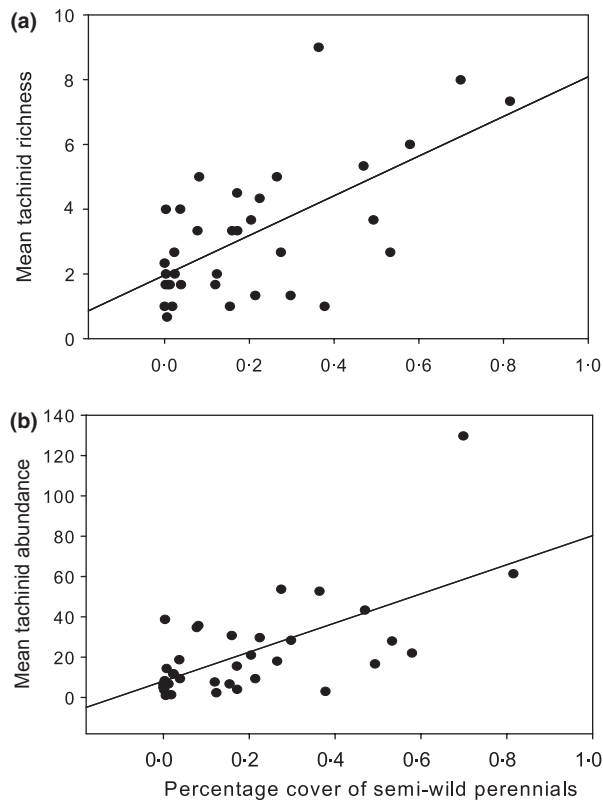 (a)
10
8
6
4
2
0
Mean tachinid richness
0·0 0·2 0·4 0·6 0·8 1·0
(b)
140
120
100
80
60
40
20
0
Mean tachinid abundance
0·0 0·2 0·4 0·6 0·8 1·0
Percentage cover of semi-wild perennials